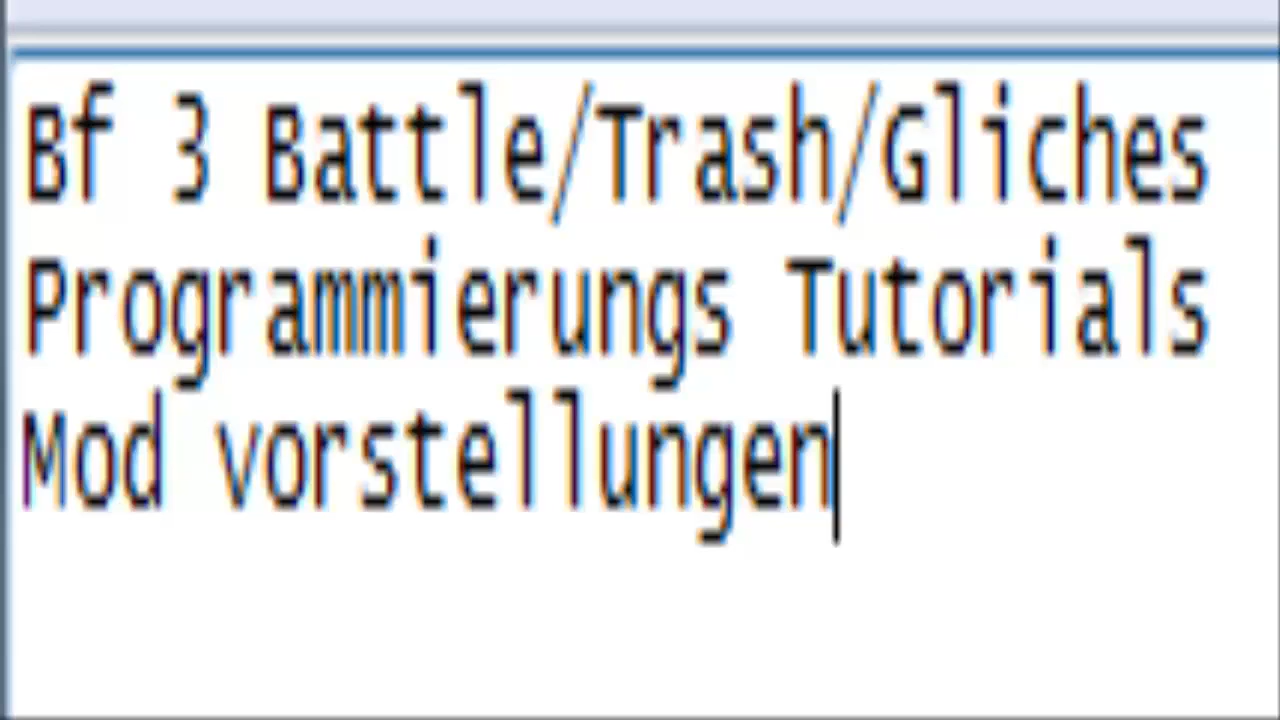 Bf 3 Battle/Trash/Gliches
Programmierungs Tutorials
Mod vorstellungen